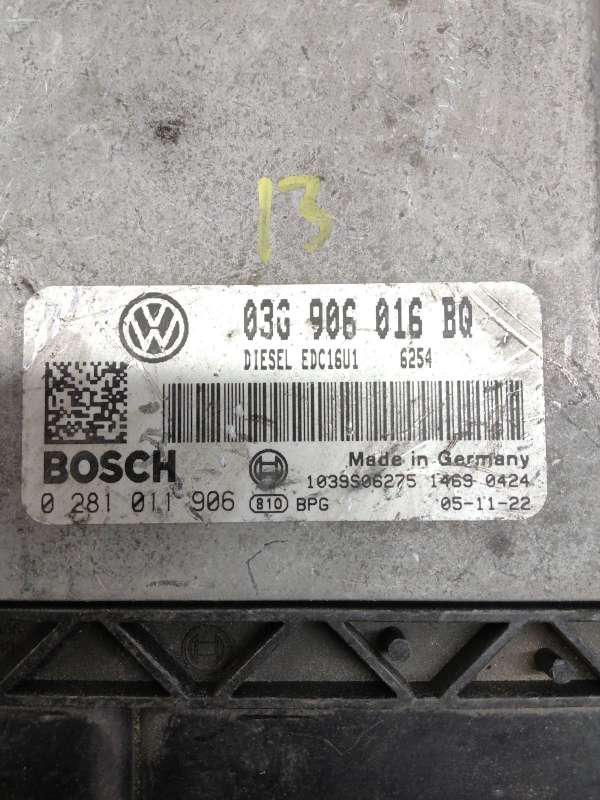 13
03G 906 016 BQ
DIESEL EDC16U1 6254
BOSCH
Made in Germany
1039S06275 1469 0424
0 281 011 906 810 BPG 05-11-22